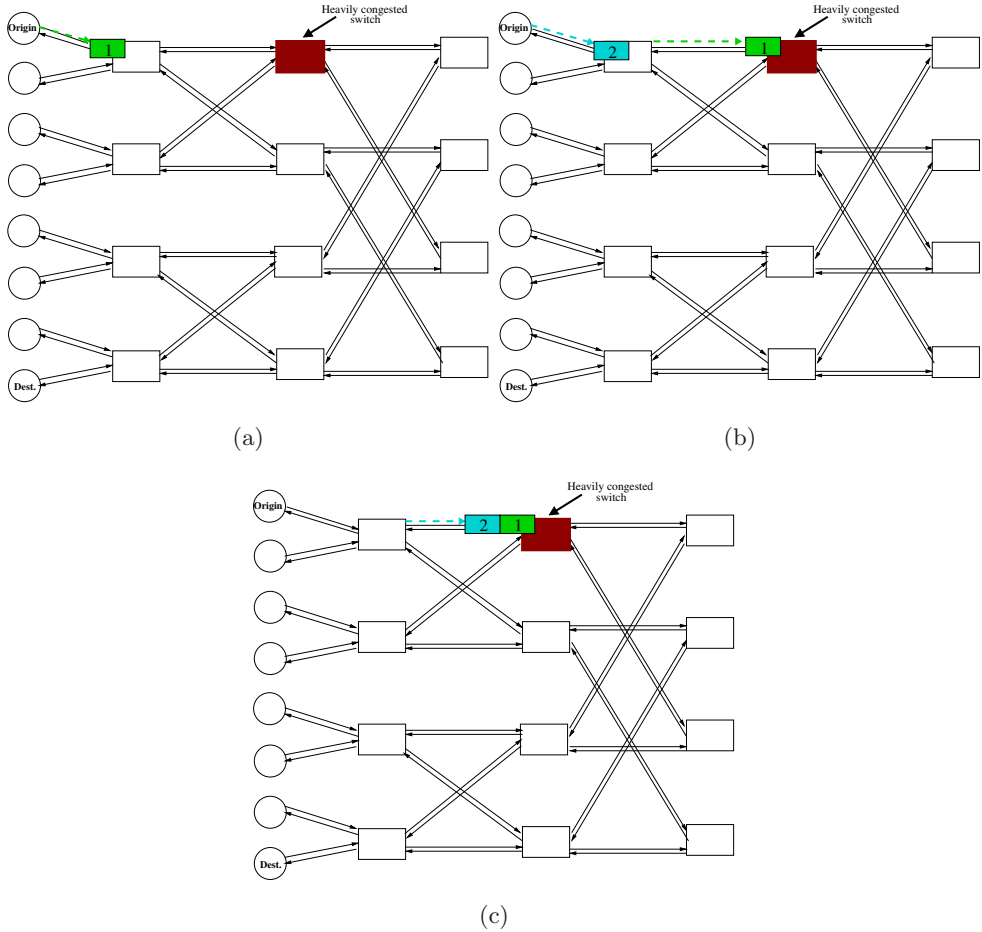 Heavily congested
switch
Origin
1
Dest.
(a)
Heavily congested
switch
Origin
2
1
Dest.
(b)
Heavily congested
switch
Origin
2
1
Dest.
(c)